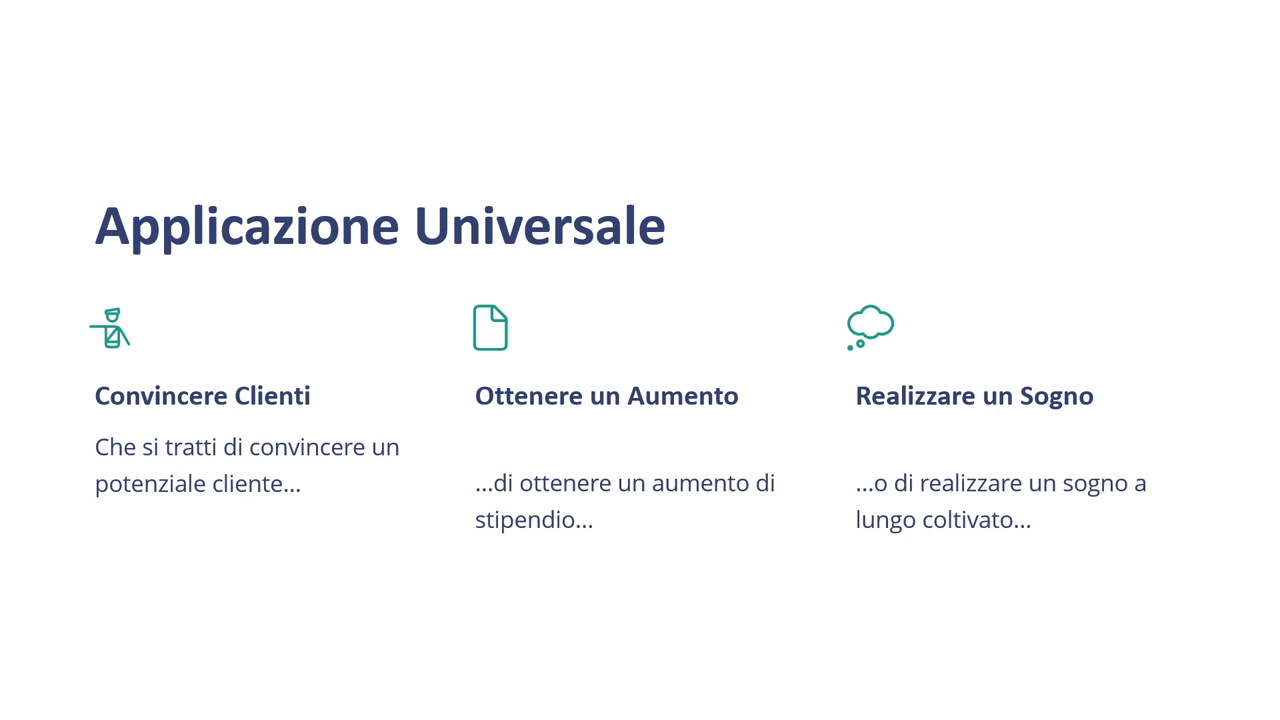 Applicazione Universale
Convincere Clienti
Che si tratti di convincere un
potenziale cliente...
Ottenere un Aumento
...di ottenere un aumento di
stipendio...
Realizzare un Sogno
...o di realizzare un sogno a
lungo coltivato...